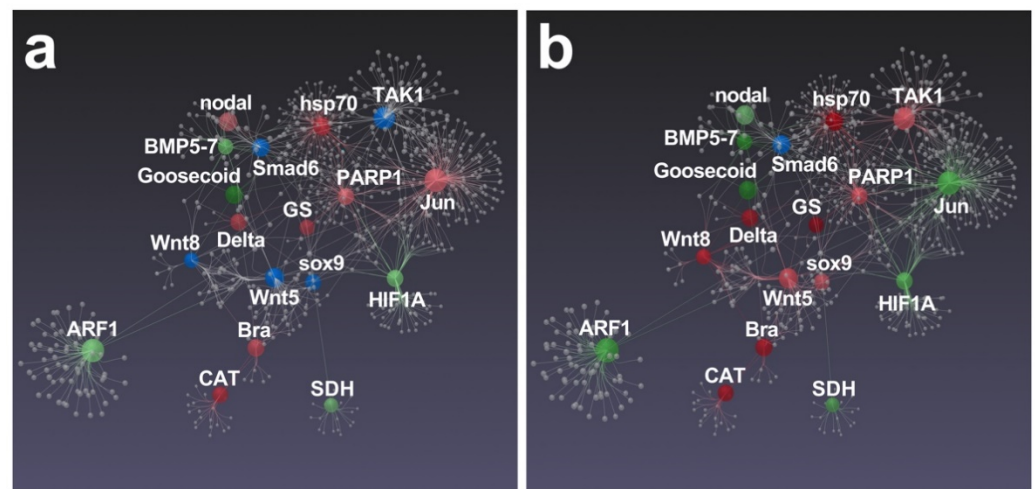 a
nodal
hsp70
TAK1
BMP5-7
Smad6
Goosecoid
PARP1
GS
Jun
Delta
Wnt8
sox9
Wnt5
HIF1A
ARF1
Bra
CAT
SDH
b
nodal
hsp70
TAK1
BMP5-7
Smad6
Goosecoid
PARP1
GS
Jun
Delta
Wnt8
sox9
Wnt5
HIF1A
ARF1
Bra
CAT
SDH